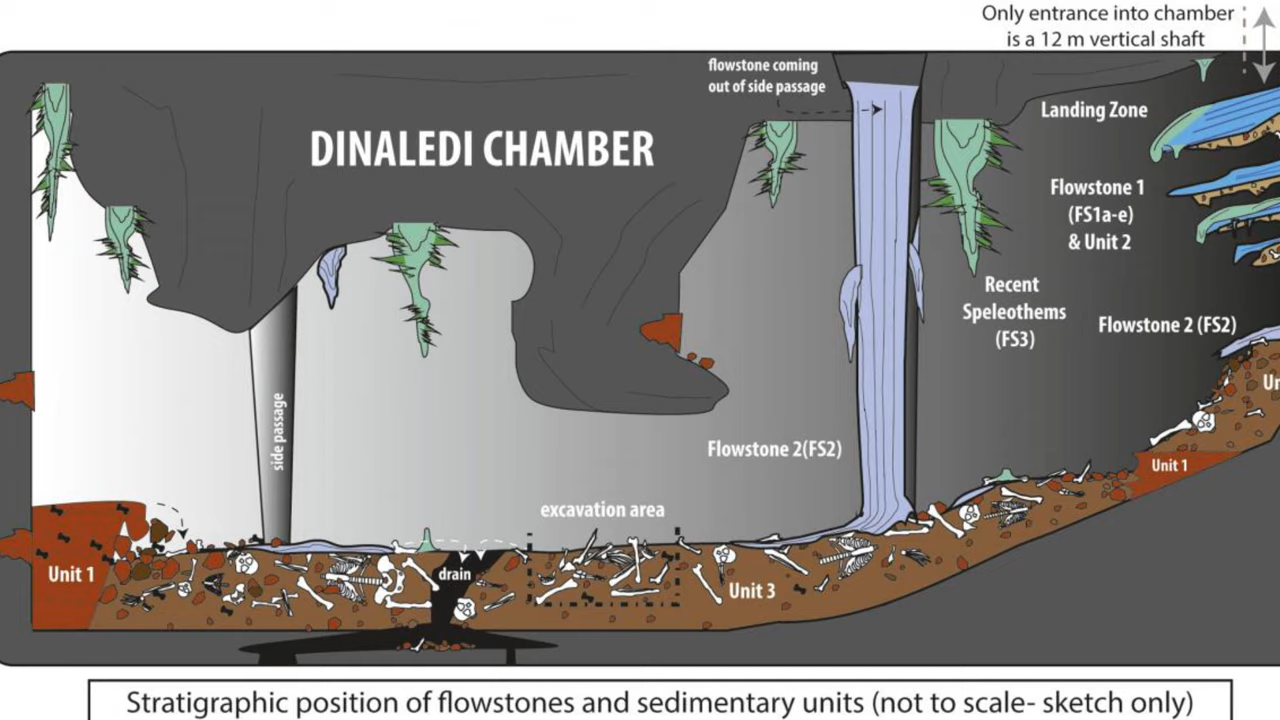 Only entrance into chamber
is a 12 m vertical shaft
flowstone coming
out of side passage
DINALEDI CHAMBER
Landing Zone
Flowstone 1
(FS1a-e)
& Unit 2
Recent
Speleothems
(FS3)
Flowstone 2 (FS2)
side passage
Flowstone 2(FS2)
Unit 1
excavation area
Unit 1
drain
Unit 3
Stratigraphic position of flowstones and sedimentary units (not to scale- sketch only)